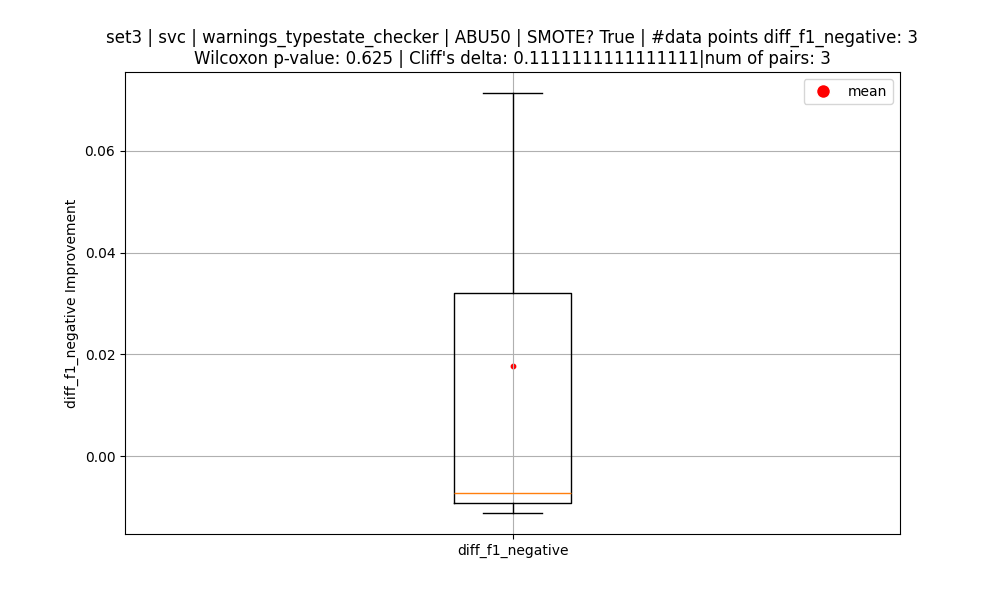 set3 | svc | warnings_typestate_checker | ABU50 | SMOTE? True | #data points diff_f1_negative: 3
Wilcoxon p-value: 0.625 | Cliff's delta: 0.1111111111111111|num of pairs: 3
mean
0.06
0.04
0.02
0.00
diff_f1_negative Improvement
diff_f1_negative